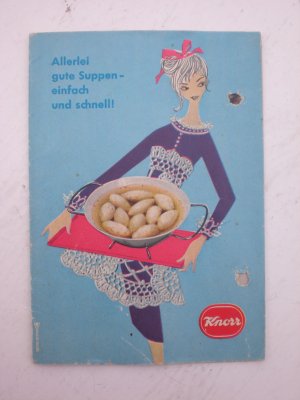 Allerlei
gute Suppen -
einfach
und schnell!
Knorr